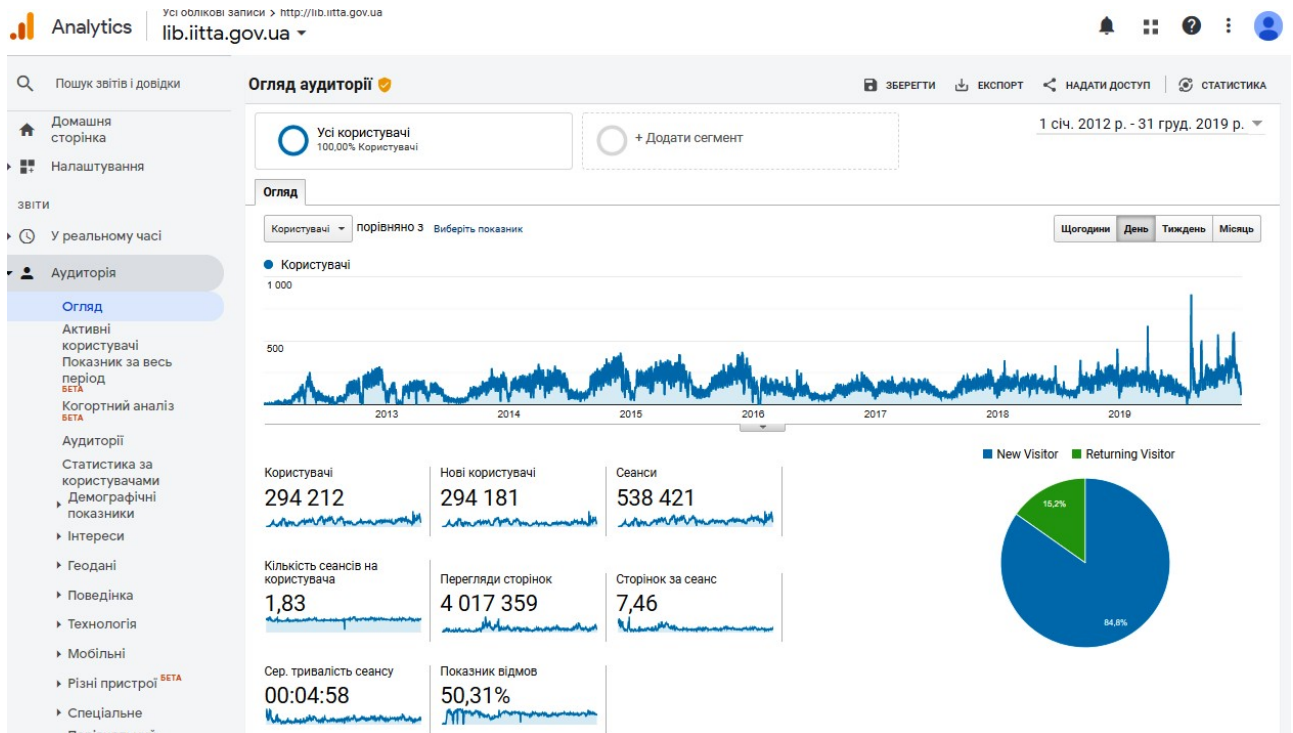 Analytics
Усі облікові записи > http://lib.iitta.gov.ua
lib.iitta.gov.ua
Пошук звітів і довідки
Домашня
сторінка
Налаштування
ЗВІТИ
У реальному часі
Аудиторія
Огляд
Активні
користувачі
Показник за весь
період
БЕТА
Когортний аналіз
БЕТА
Аудиторії
Статистика за
користувачами
Демографічні
показники
Інтереси
Геодані
Поведінка
Технологія
Мобільні
Різні пристрої БЕТА
Спеціальне
Огляд аудиторії
ЗБЕРЕГТИ
ЕКСПОРТ
НАДАТИ ДОСТУП
СТАТИСТИКА
Усі користувачі
100,00% Користувачі
+ Додати сегмент
1 січ. 2012 р. - 31 груд. 2019 р.
Огляд
Користувачі порівняно з Виберіть показник
Щогодини День Тиждень Місяць
Користувачі
1 000
500
2013 2014 2015 2016 2017 2018 2019
Користувачі
294 212
Нові користувачі
294 181
Сеанси
538 421
Кількість сеансів на
користувача
1,83
Перегляди сторінок
4 017 359
Сторінок за сеанс
7,46
Сер. тривалість сеансу
00:04:58
Показник відмов
50,31%
New Visitor Returning Visitor
15,2%
84,8%